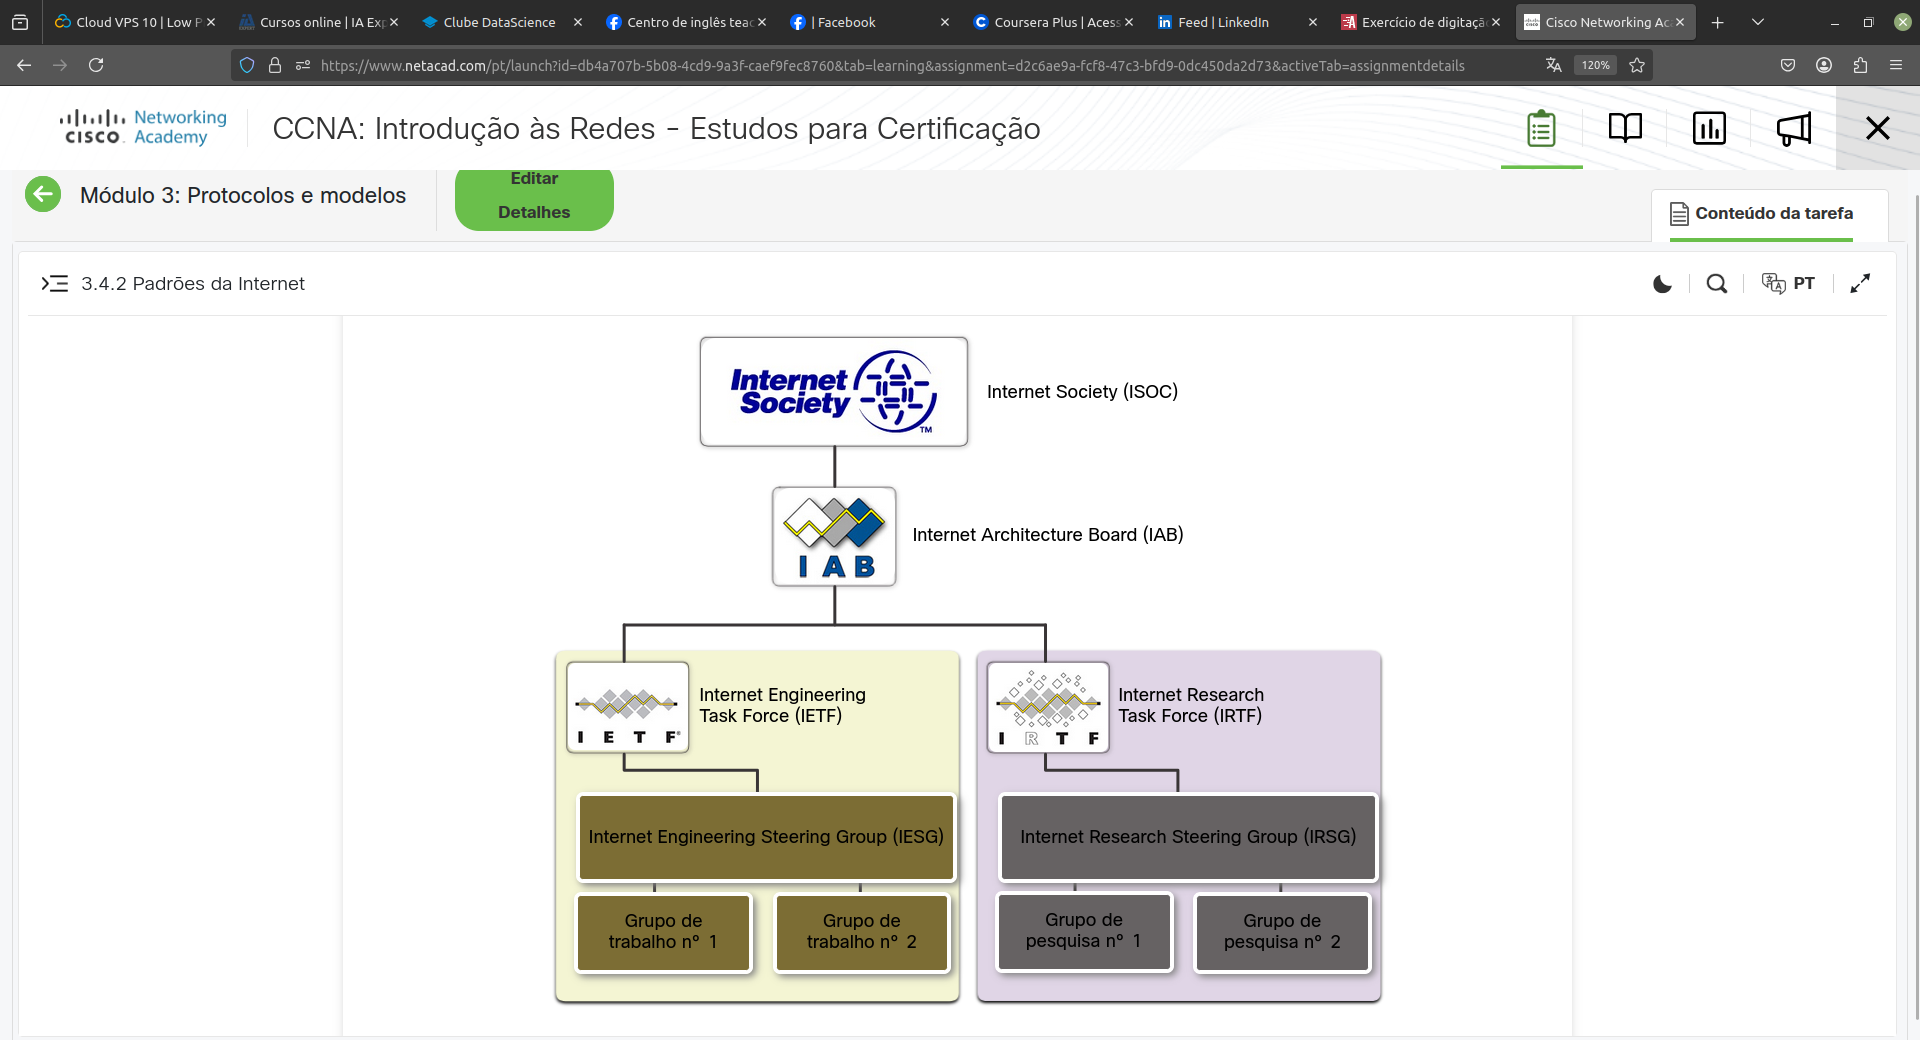 Cloud VPS 10 | Low P
Cursos online | IA Exp
Clube DataScience
Centro de inglês teac
| Facebook
Coursera Plus | Acess
Feed | LinkedIn
Exercício de digitação
Cisco Networking Ac
https://www.netacad.com/pt/launch?id=db4a707b-5b08-4cd9-9a3f-caef9fec8760&tab=learning&assignment=d2c6ae9a-fcf8-47c3-bfd9-0dc450da2d73&activeTab=assignmentdetails
120%
cisco Networking Academy
CCNA: Introdução às Redes - Estudos para Certificação
Módulo 3: Protocolos e modelos
Editar
Detalhes
Conteúdo da tarefa
3.4.2 Padrões da Internet
PT
Internet
Society
TM
Internet Society (ISOC)
I A B
Internet Architecture Board (IAB)
I E T F®
Internet Engineering
Task Force (IETF)
I R T F
Internet Research
Task Force (IRTF)
Internet Engineering Steering Group (IESG)
Internet Research Steering Group (IRSG)
Grupo de
trabalho nº 1
Grupo de
trabalho nº 2
Grupo de
pesquisa nº 1
Grupo de
pesquisa nº 2